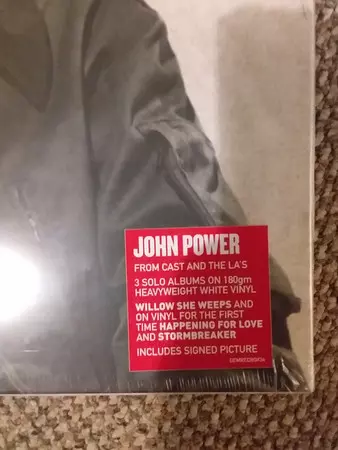 JOHN POWER
FROM CAST AND THE LA'S
3 SOLO ALBUMS ON 180gm
HEAVYWEIGHT WHITE VINYL
WILLOW SHE WEEPS AND
ON VINYL FOR THE FIRST
TIME HAPPENING FOR LOVE
AND STORMBREAKER
INCLUDES SIGNED PICTURE